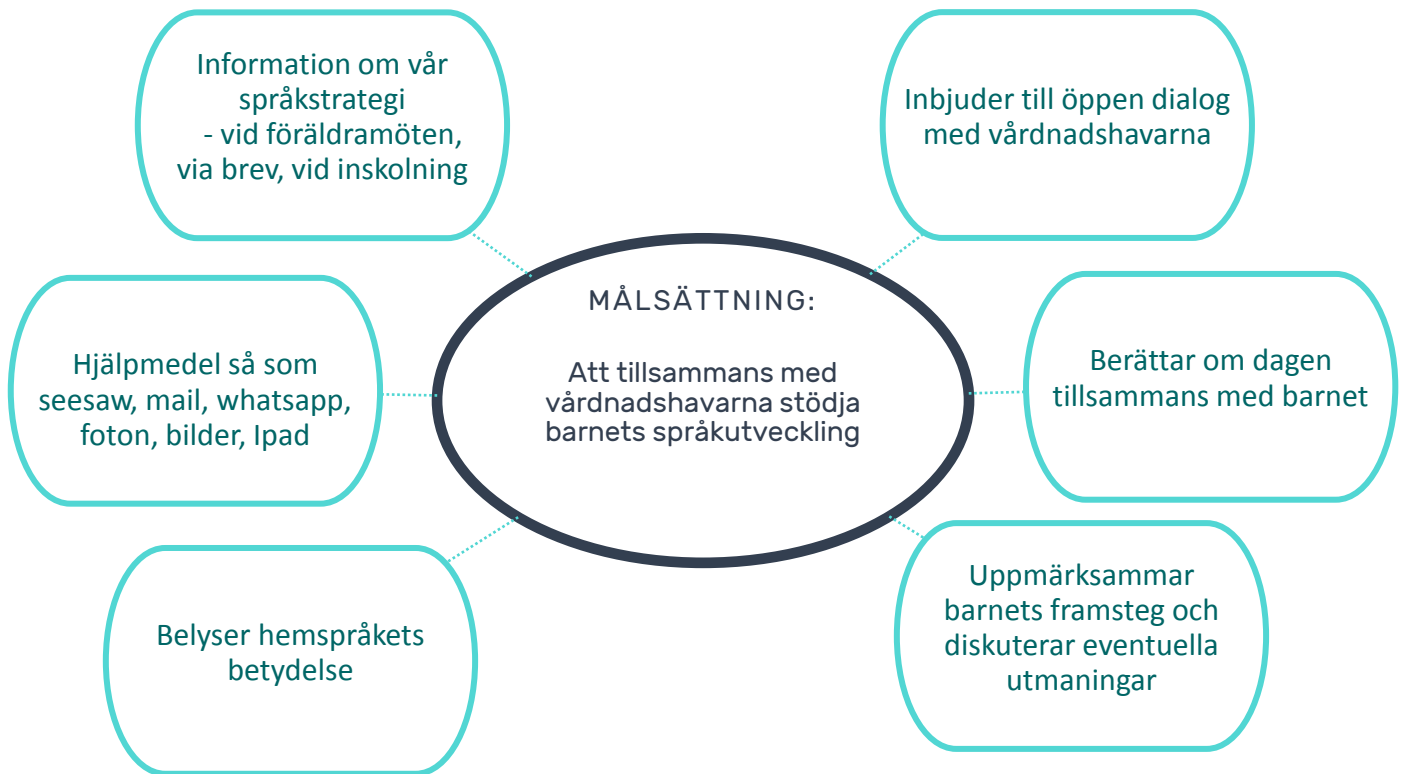 Information om vår
språkstrategi
- vid föräldramöten,
via brev, vid inskolning
Inbjuder till öppen dialog
med vårdnadshavarna
MÅLSÄTTNING:
Att tillsammans med
vårdnadshavarna stödja
barnets språkutveckling
Hjälpmedel så som
seesaw, mail, whatsapp,
foton, bilder, Ipad
Berättar om dagen
tillsammans med barnet
Belyser hemspråkets
betydelse
Uppmärksammar
barnets framsteg och
diskuterar eventuella
utmaningar